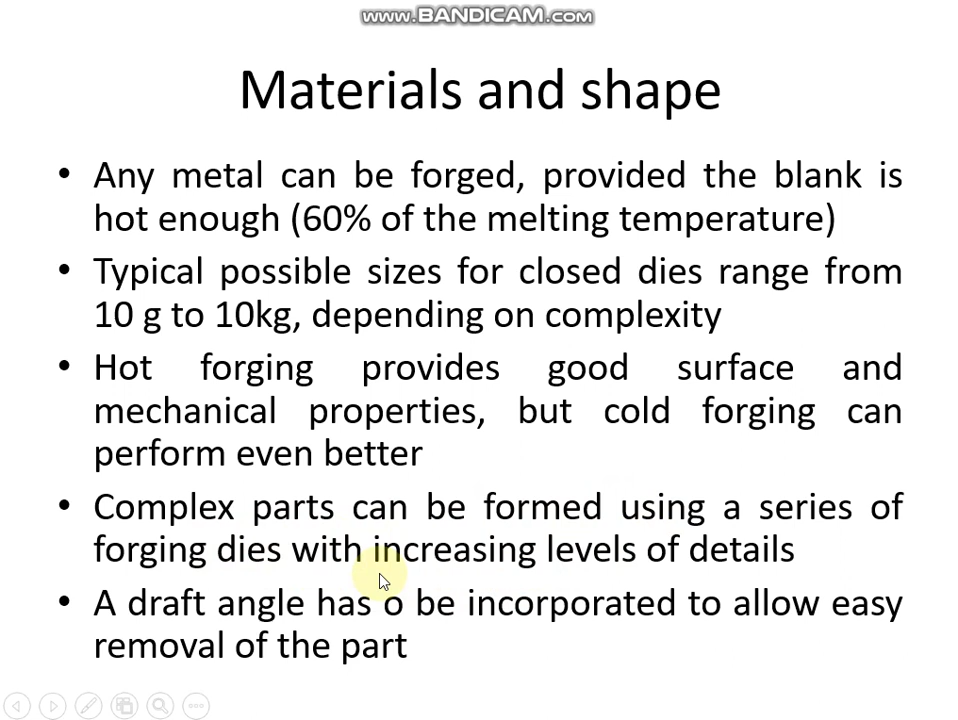 www.BANDICAM.com
Materials and shape
• Any metal can be forged, provided the blank is
hot enough (60% of the melting temperature)
• Typical possible sizes for closed dies range from
10 g to 10kg, depending on complexity
• Hot forging provides good surface and
mechanical properties, but cold forging can
perform even better
• Complex parts can be formed using a series of
forging dies with increasing levels of details
• A draft angle has o be incorporated to allow easy
removal of the part